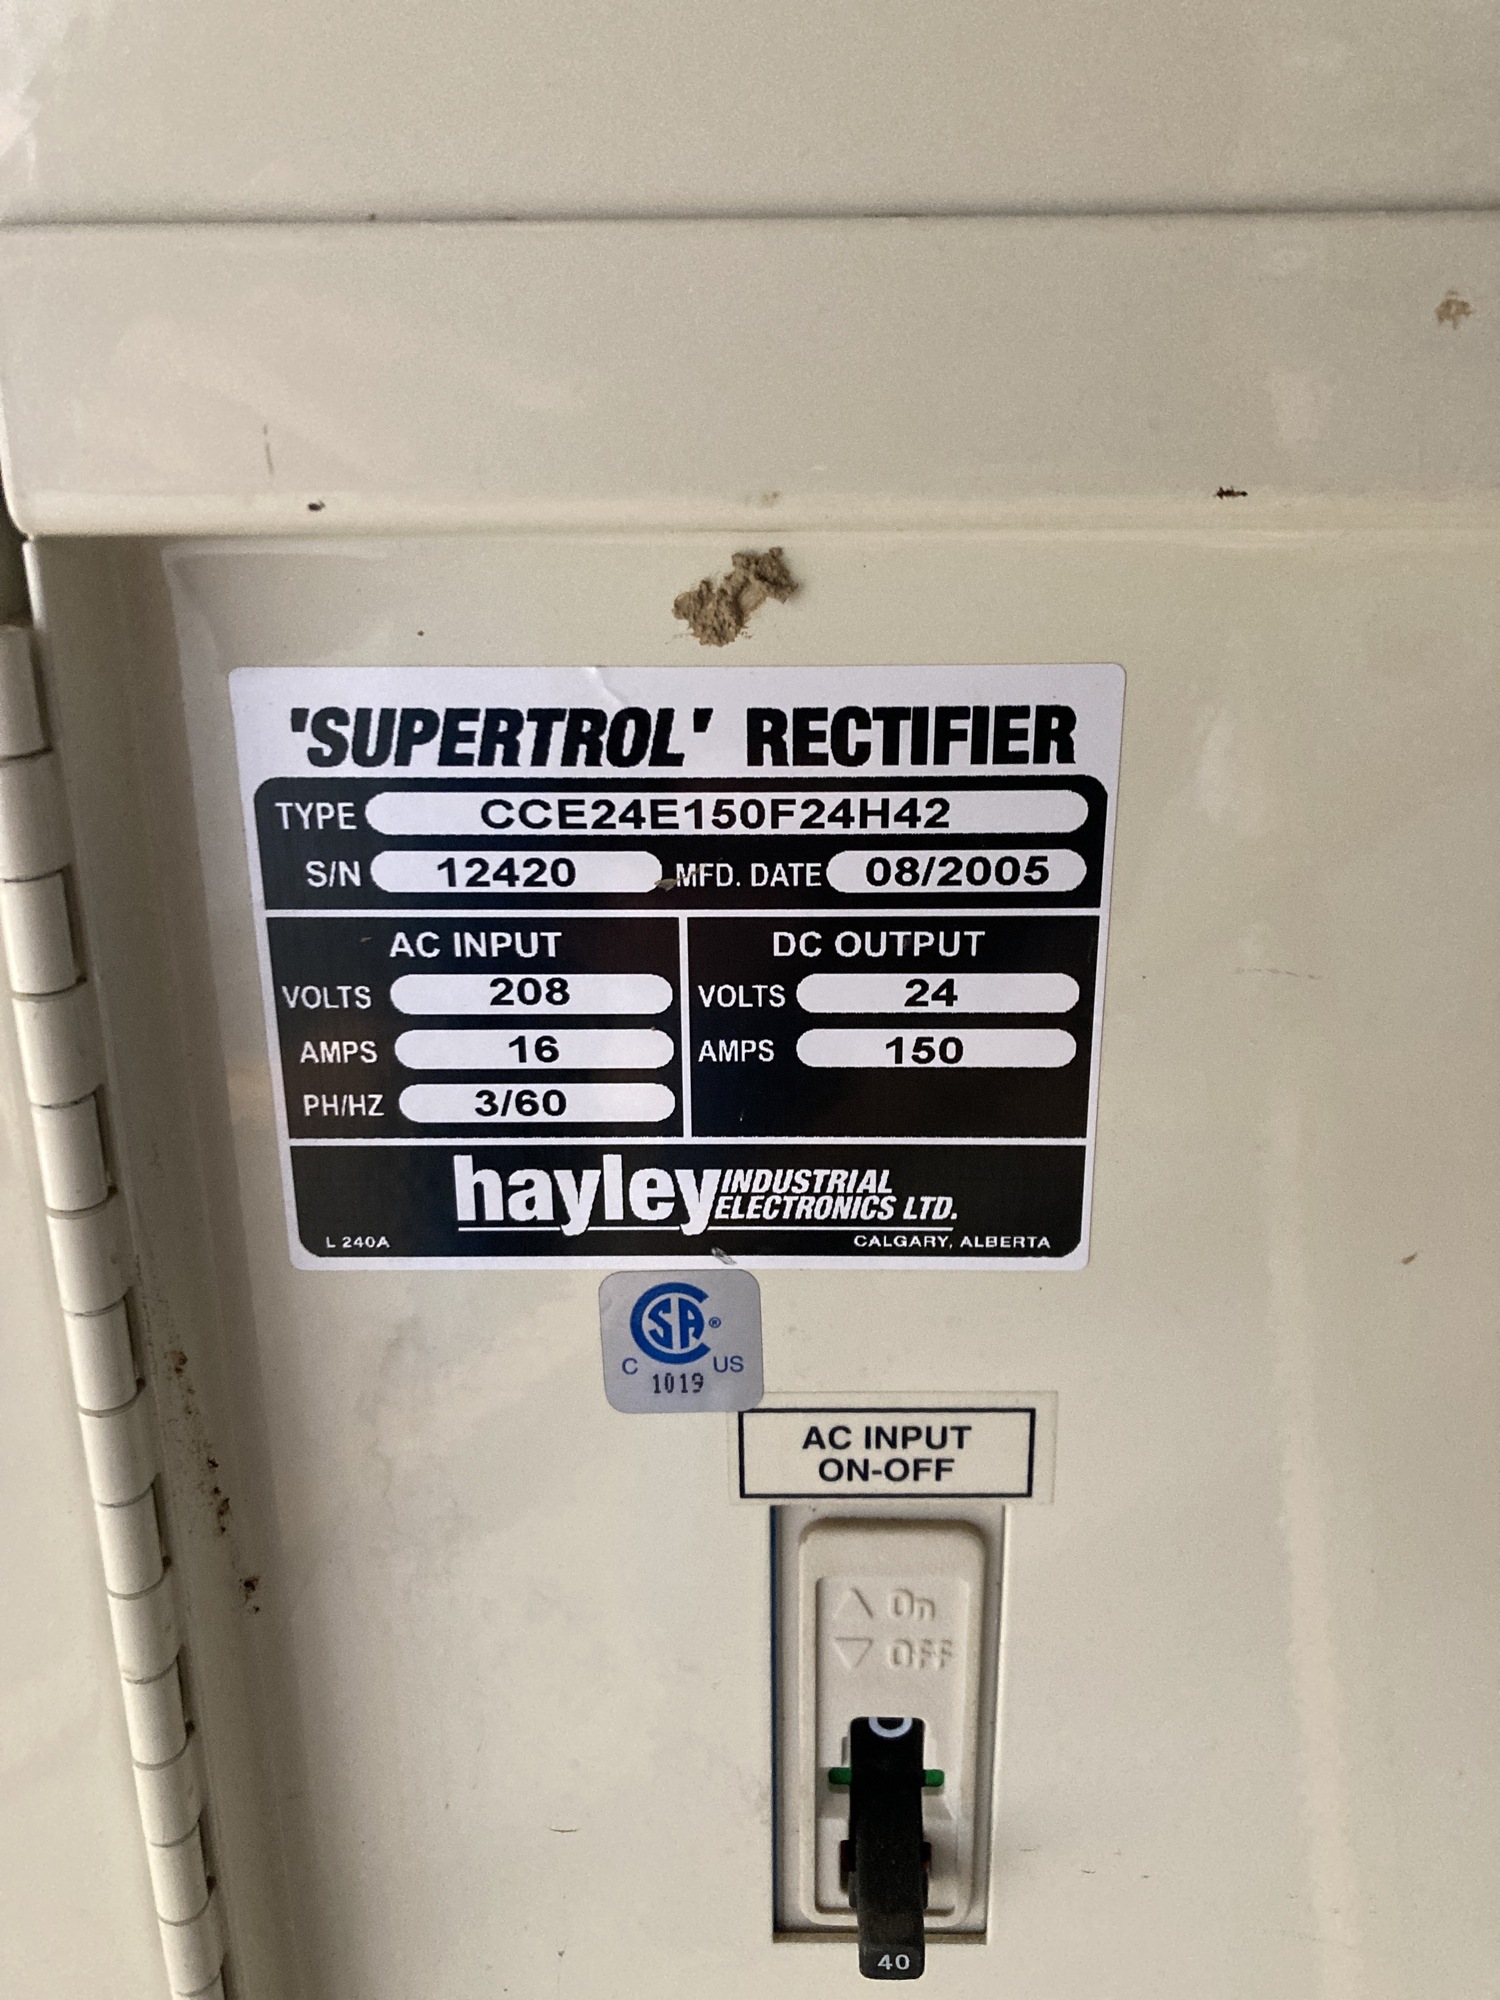 'SUPERTROL' RECTIFIER
TYPE CCE24E150F24H42
S/N 12420 MFD. DATE 08/2005
AC INPUT
VOLTS 208
AMPS 16
PH/HZ 3/60
DC OUTPUT
VOLTS 24
AMPS 150
hayley INDUSTRIAL
ELECTRONICS LTD.
L 240A CALGARY, ALBERTA
CSA®
C US
1019
AC INPUT
ON-OFF
On
OFF
O
40